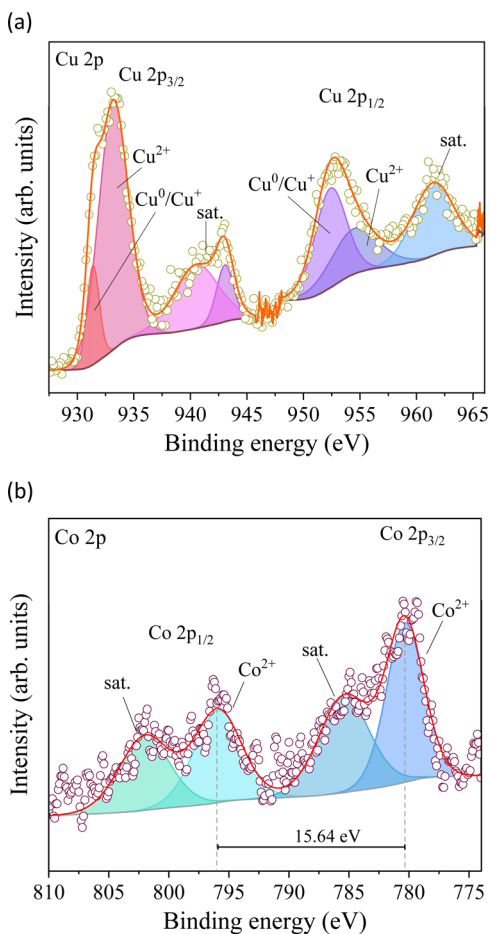 (a)
Cu 2p
Cu 2p3/2
Cu 2p1/2
Cu2+
Cu0/Cu+
sat.
Cu0/Cu+
Cu2+
sat.
Intensity (arb. units)
930 935 940 945 950 955 960 965
Binding energy (eV)
(b)
Co 2p
Co 2p3/2
Co 2p1/2
Co2+
sat.
Co2+
sat.
15.64 eV
Intensity (arb. units)
810 805 800 795 790 785 780 775
Binding energy (eV)